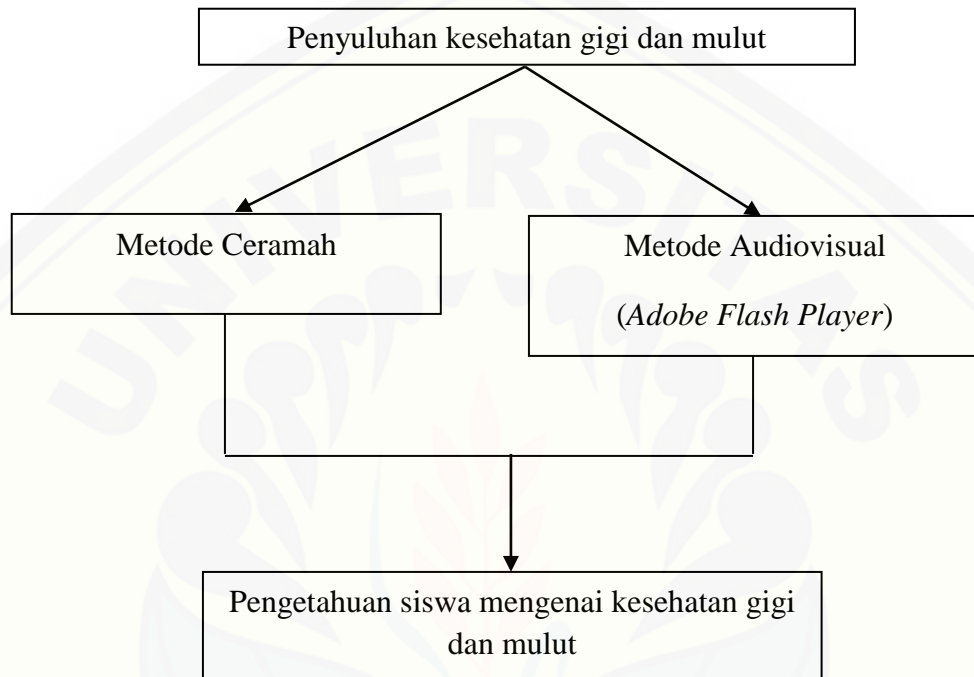 Penyuluhan kesehatan gigi dan mulut
UNIVERSITAS
Metode Ceramah
Metode Audiovisual
(Adobe Flash Player)
Pengetahuan siswa mengenai kesehatan gigi
dan mulut